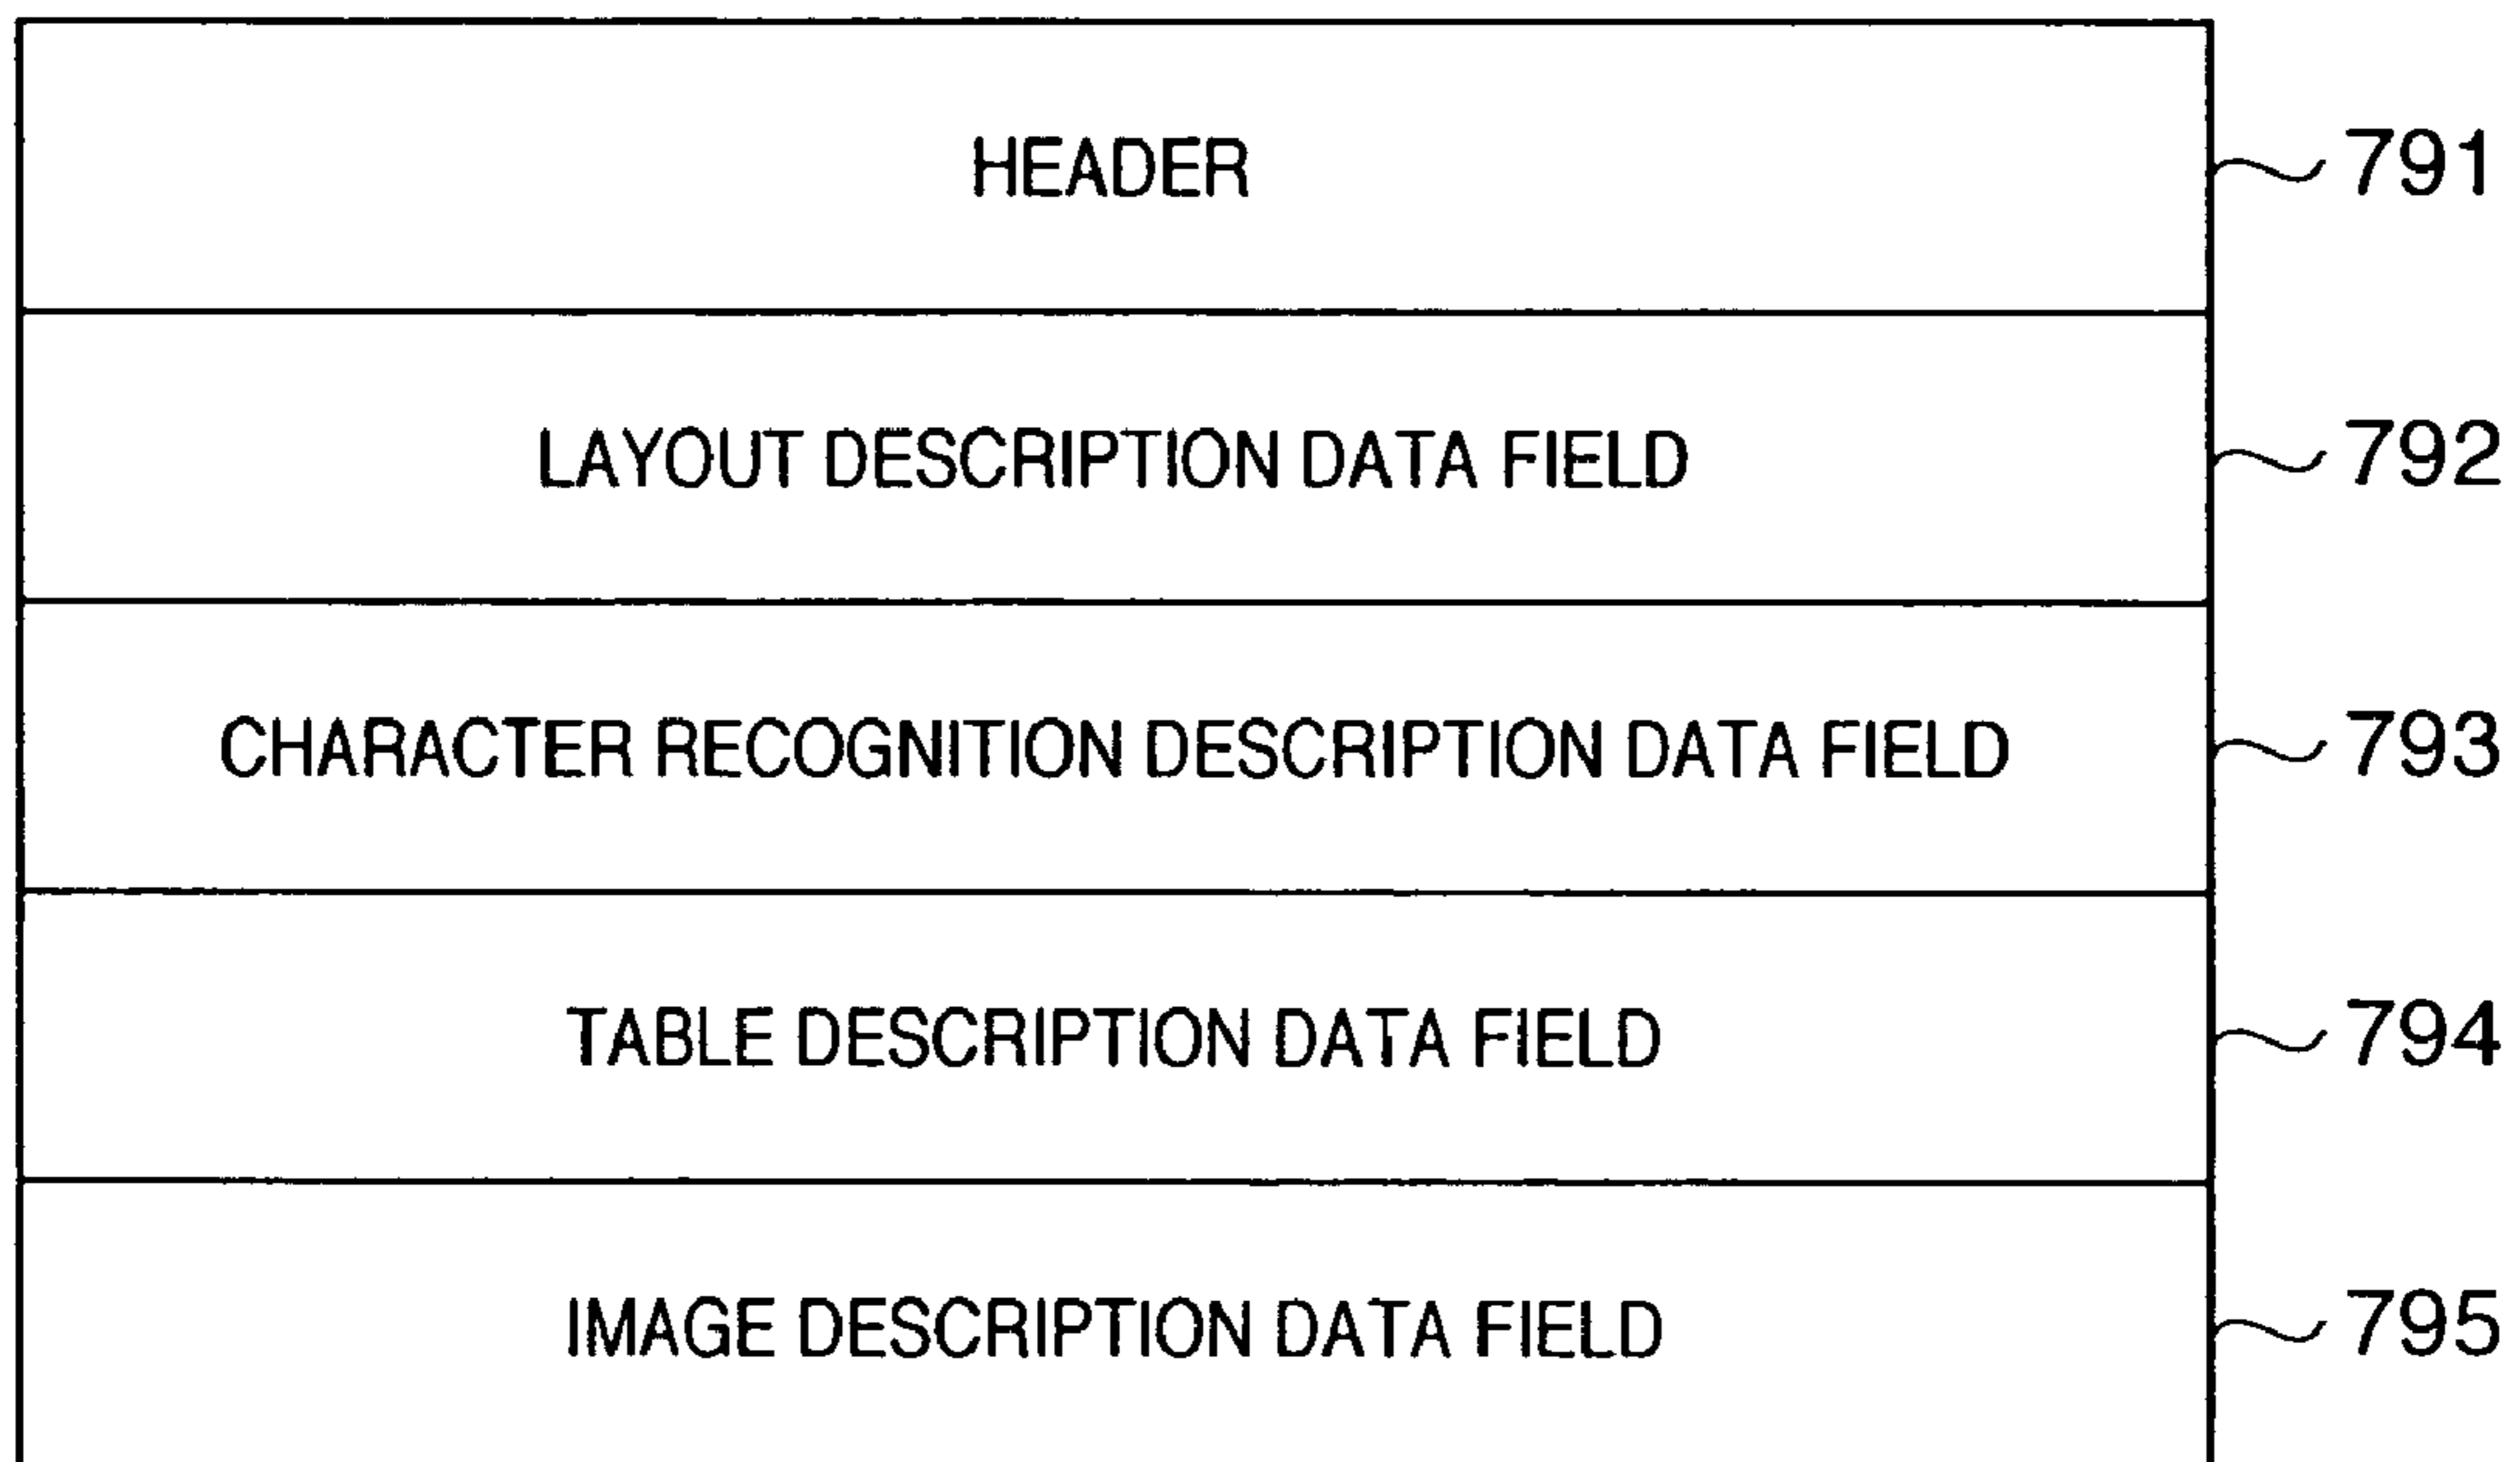 HEADER 791
LAYOUT DESCRIPTION DATA FIELD 792
CHARACTER RECOGNITION DESCRIPTION DATA FIELD 793
TABLE DESCRIPTION DATA FIELD 794
IMAGE DESCRIPTION DATA FIELD 795